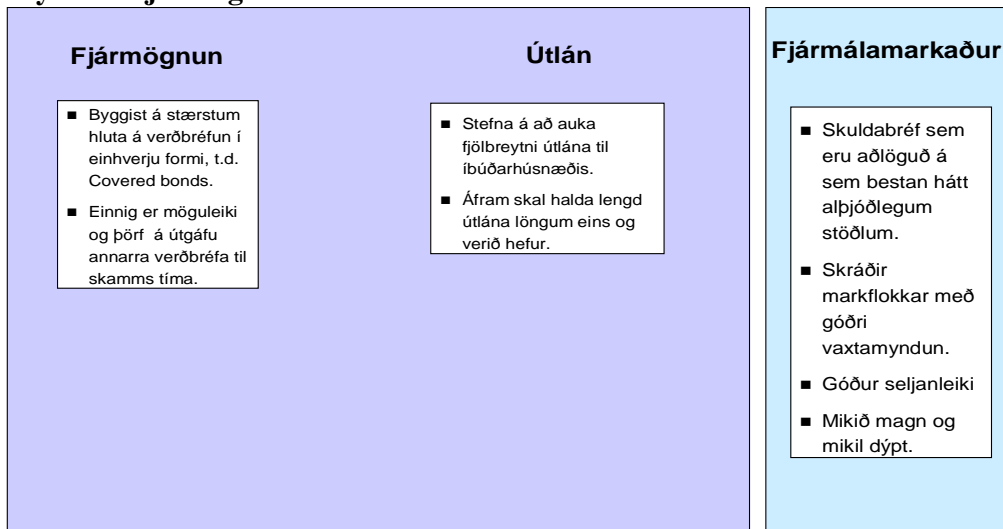 Fjármögnun
■ Byggist á stærstum
hluta á verðbréfun í
einhverju formi, t.d.
Covered bonds.
■ Einnig er möguleiki
og þörf á útgáfu
annarra verðbréfa til
skamms tíma.
Útlán
■ Stefna á að auka
fjölbreytni útlána til
íbúðarhúsnæðis.
■ Áfram skal halda lengd
útlána löngum eins og
verið hefur.
Fjármálamarkaður
■ Skuldabréf sem
eru aðlöguð á
sem bestan hátt
alþjóðlegum
stöðlum.
■ Skráðir
markflokkar með
góðri
vaxtamyndun.
■ Góður seljanleiki
■ Mikið magn og
mikil dýpt.